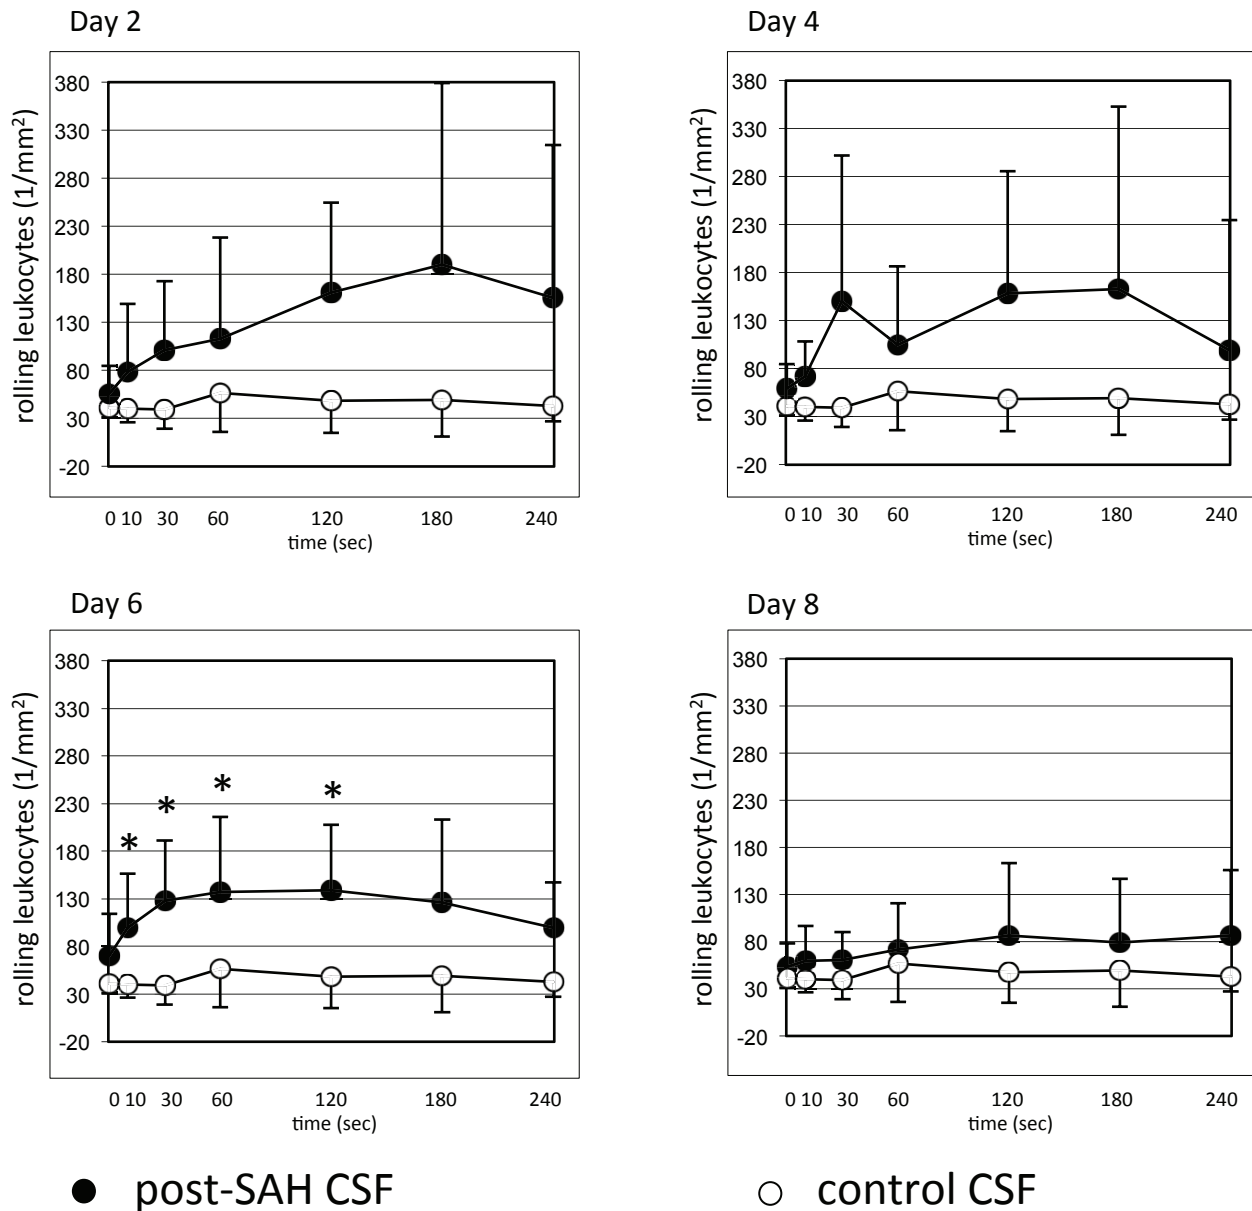 Day 2
rolling leukocytes (1/mm²)
380
330
280
230
180
130
80
30
-20
0 10 30 60 120 180 240
time (sec)
Day 4
rolling leukocytes (1/mm²)
380
330
280
230
180
130
80
30
-20
0 10 30 60 120 180 240
time (sec)
Day 6
rolling leukocytes (1/mm²)
380
330
280
230
180
130
80
30
-20
* * * *
0 10 30 60 120 180 240
time (sec)
Day 8
rolling leukocytes (1/mm²)
380
330
280
230
180
130
80
30
-20
0 10 30 60 120 180 240
time (sec)
post-SAH CSF
control CSF